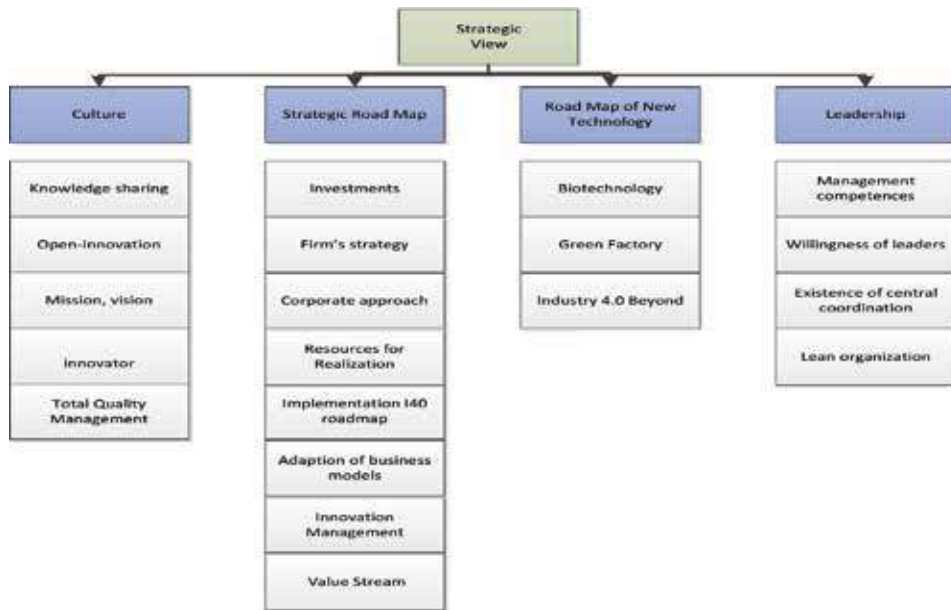 Strategic
View
Culture
Strategic Road Map
Road Map of New
Technology
Leadership
Knowledge sharing
Open-innovation
Mission, vision
innovator
Total Quality
Management
Investments
Firm's strategy
Corporate approach
Resources for
Realization
Implementation I40
roadmap
Adaption of business
models
Innovation
Management
Value Stream
Biotechnology
Green Factory
Industry 4.0 Beyond
Management
competences
Willingness of leaders
Existence of central
coordination
Lean organization